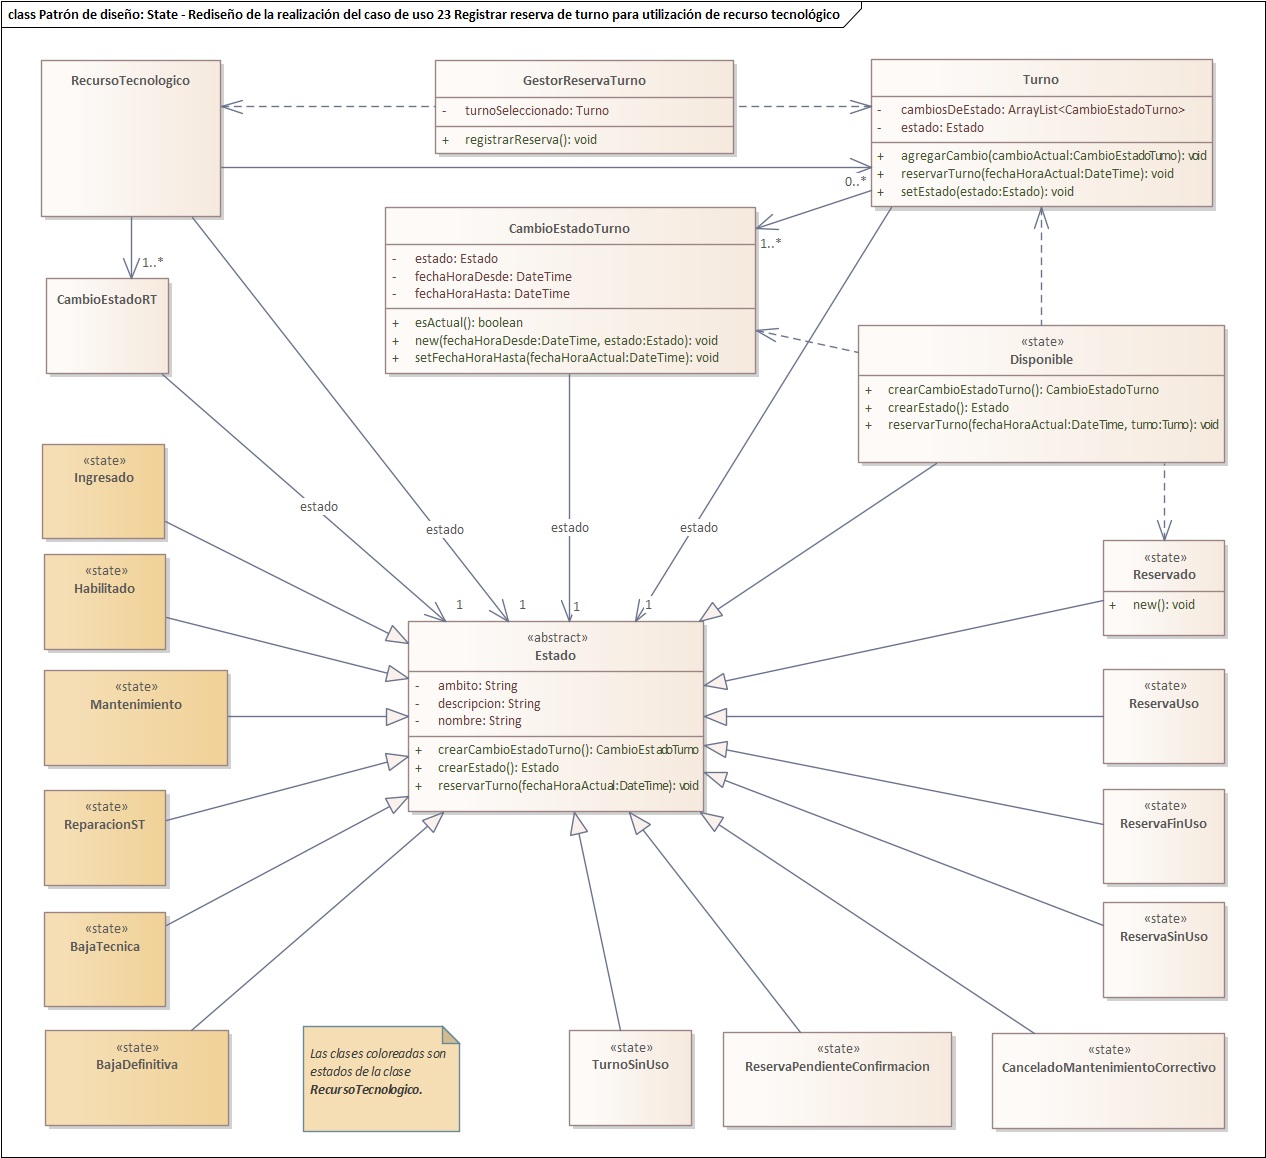 class Patrón de diseño: State - Rediseño de la realización del caso de uso 23 Registrar reserva de turno para utilización de recurso tecnológico
RecursoTecnologico
GestorReservaTurno
- turnoSeleccionado: Turno
+ registrarReserva(): void
Turno
- cambiosDeEstado: ArrayList<CambioEstadoTurno>
- estado: Estado
+ agregarCambio(cambioActual:CambioEstadoTurno): void
+ reservarTurno(fechaHoraActual:DateTime): void
+ setEstado(estado:Estado): void
0..*
1..*
CambioEstadoTurno
- estado: Estado
- fechaHoraDesde: DateTime
- fechaHoraHasta: DateTime
+ esActual(): boolean
+ new(fechaHoraDesde:DateTime, estado:Estado): void
+ setFechaHoraHasta(fechaHoraActual:DateTime): void
1..*
CambioEstadoRT
«state»
Disponible
+ crearCambioEstadoTurno(): CambioEstadoTurno
+ crearEstado(): Estado
+ reservarTurno(fechaHoraActual:DateTime, turno:Turno): void
«state»
Ingresado
estado
estado
estado
estado
«state»
Habilitado
«state»
Reservado
+ new(): void
1
1
1
1
«abstract»
Estado
- ambito: String
- descripcion: String
- nombre: String
+ crearCambioEstadoTurno(): CambioEstadoTurno
+ crearEstado(): Estado
+ reservarTurno(fechaHoraActual:DateTime): void
«state»
Mantenimiento
«state»
ReservaUso
«state»
ReparacionST
«state»
ReservaFinUso
«state»
BajaTecnica
«state»
ReservaSinUso
«state»
BajaDefinitiva
Las clases coloreadas son
estados de la clase
RecursoTecnologico.
«state»
TurnoSinUso
«state»
ReservaPendienteConfirmacion
«state»
CanceladoMantenimientoCorrectivo